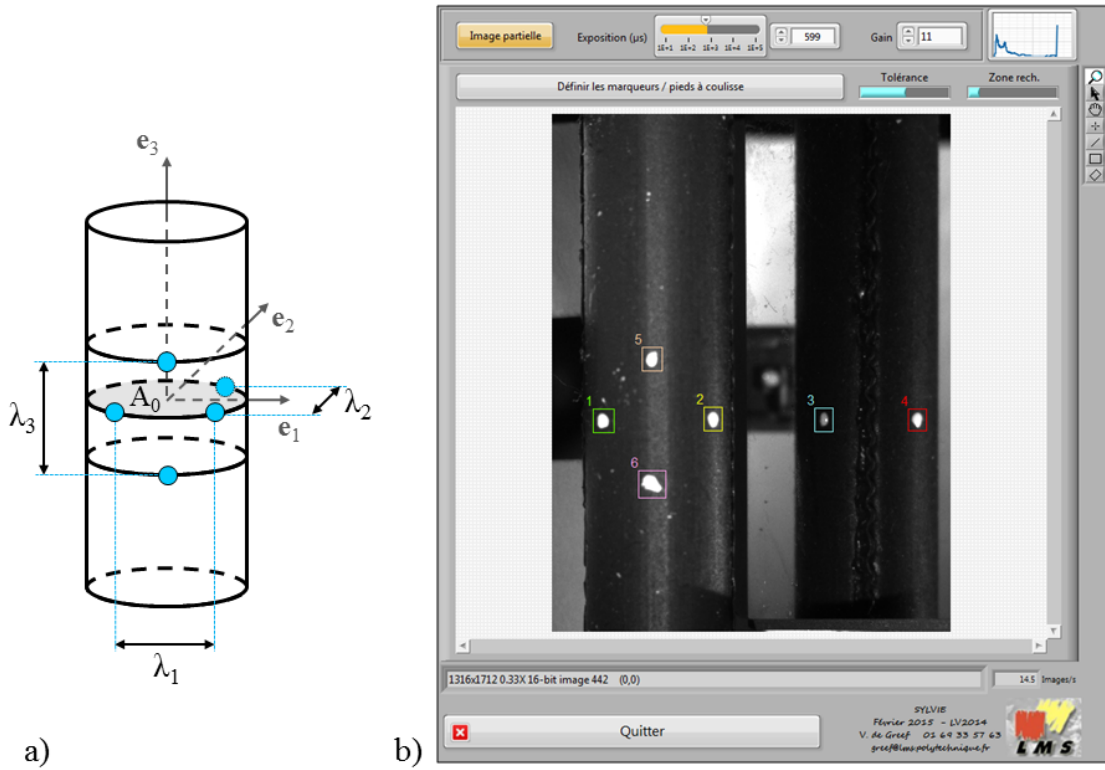 e3
e2
A0
e1
λ3
λ2
λ1
a)
b)
Image partielle
Exposition (µs)
1E+1 1E+2 1E+3 1E+4 1E+5
599
Gain
11
Définir les marqueurs / pieds à coulisse
Tolérance
Zone rech.
5
1
2
3
4
6
1316x1712 0.33X 16-bit image 442 (0,0)
14.5 Images/s
Quitter
SYLVIE
Février 2015 - LV2014
V. de Greef 01 69 33 57 63
greef@lms.polytechnique.fr
LMS